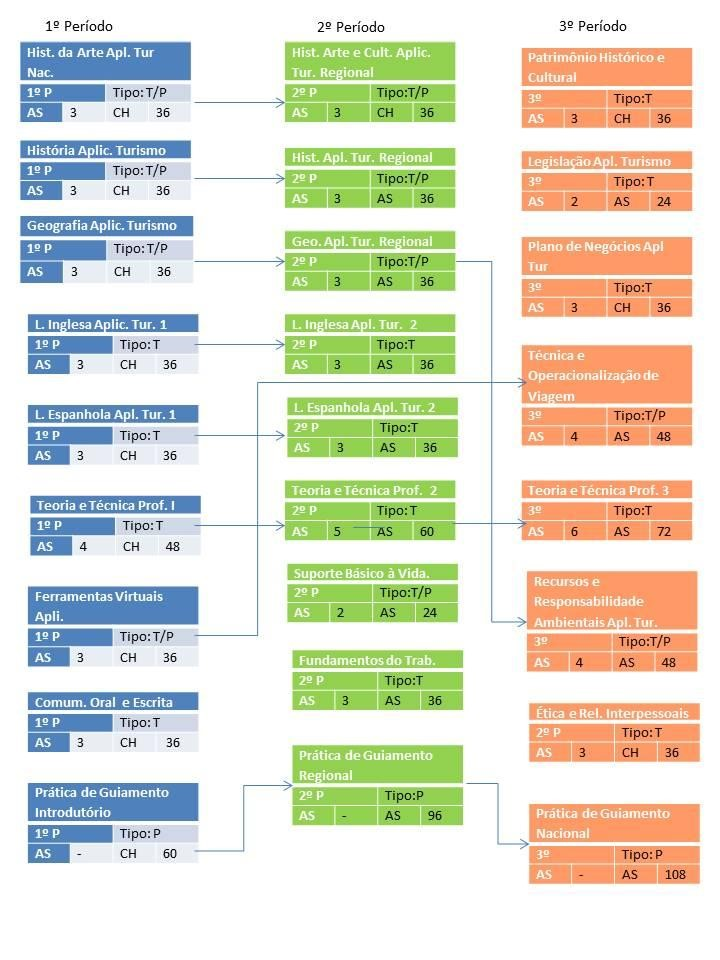 1º Período
Hist. da Arte Apl. Tur
Nac.
1º P Tipo: T/P
AS 3 CH 36
História Aplic. Turismo
1º P Tipo: T/P
AS 3 CH 36
Geografia Aplic. Turismo
1º P Tipo: T/P
AS 3 CH 36
L. Inglesa Aplic. Tur. 1
1º P Tipo: T
AS 3 CH 36
L. Espanhola Apl. Tur. 1
1º P Tipo: T
AS 3 CH 36
Teoria e Técnica Prof. I
1º P Tipo: T
AS 4 CH 48
Ferramentas Virtuais
Apli.
1º P Tipo: T/P
AS 3 CH 36
Comum. Oral e Escrita
1º P Tipo: T
AS 3 CH 36
Prática de Guiamento
Introdutório
1º P Tipo: P
AS - CH 60
2º Período
Hist. Arte e Cult. Aplic.
Tur. Regional
2º P Tipo:T/P
AS 3 CH 36
Hist. Apl. Tur. Regional
2º P Tipo:T/P
AS 3 AS 36
Geo. Apl. Tur. Regional
2º P Tipo:T/P
AS 3 AS 36
L. Inglesa Apl. Tur. 2
2º P Tipo:T
AS 3 AS 36
L. Espanhola Apl. Tur. 2
2º P Tipo:T
AS 3 AS 36
Teoria e Técnica Prof. 2
2º P Tipo:T
AS 5 AS 60
Suporte Básico à Vida.
2º P Tipo:T/P
AS 2 AS 24
Fundamentos do Trab.
2º P Tipo:T
AS 3 AS 36
Prática de Guiamento
Regional
2º P Tipo:P
AS - AS 96
3º Período
Patrimônio Histórico e
Cultural
3º Tipo:T
AS 3 CH 36
Legislação Apl. Turismo
3º Tipo: T
AS 2 AS 24
Plano de Negócios Apl
Tur
3º Tipo:T
AS 3 CH 36
Técnica e
Operacionalização de
Viagem
3º Tipo:T/P
AS 4 AS 48
Teoria e Técnica Prof. 3
3º Tipo:T
AS 6 AS 72
Recursos e
Responsabilidade
Ambientais Apl. Tur.
3º Tipo:T/P
AS 4 AS 48
Ética e Rel. Interpessoais
2º P Tipo: T
AS 3 CH 36
Prática de Guiamento
Nacional
3º Tipo: P
AS - AS 108